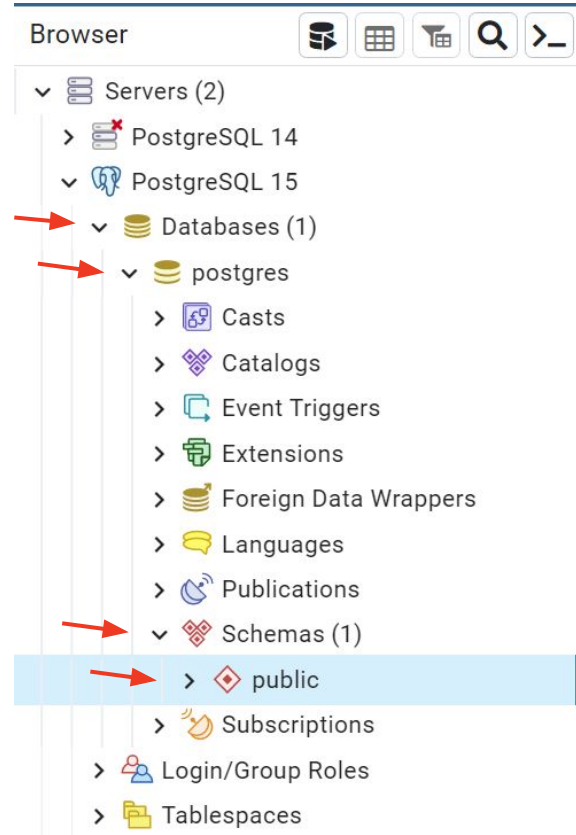 Browser
Servers (2)
PostgreSQL 14
PostgreSQL 15
Databases (1)
postgres
Casts
Catalogs
Event Triggers
Extensions
Foreign Data Wrappers
Languages
Publications
Schemas (1)
public
Subscriptions
Login/Group Roles
Tablespaces